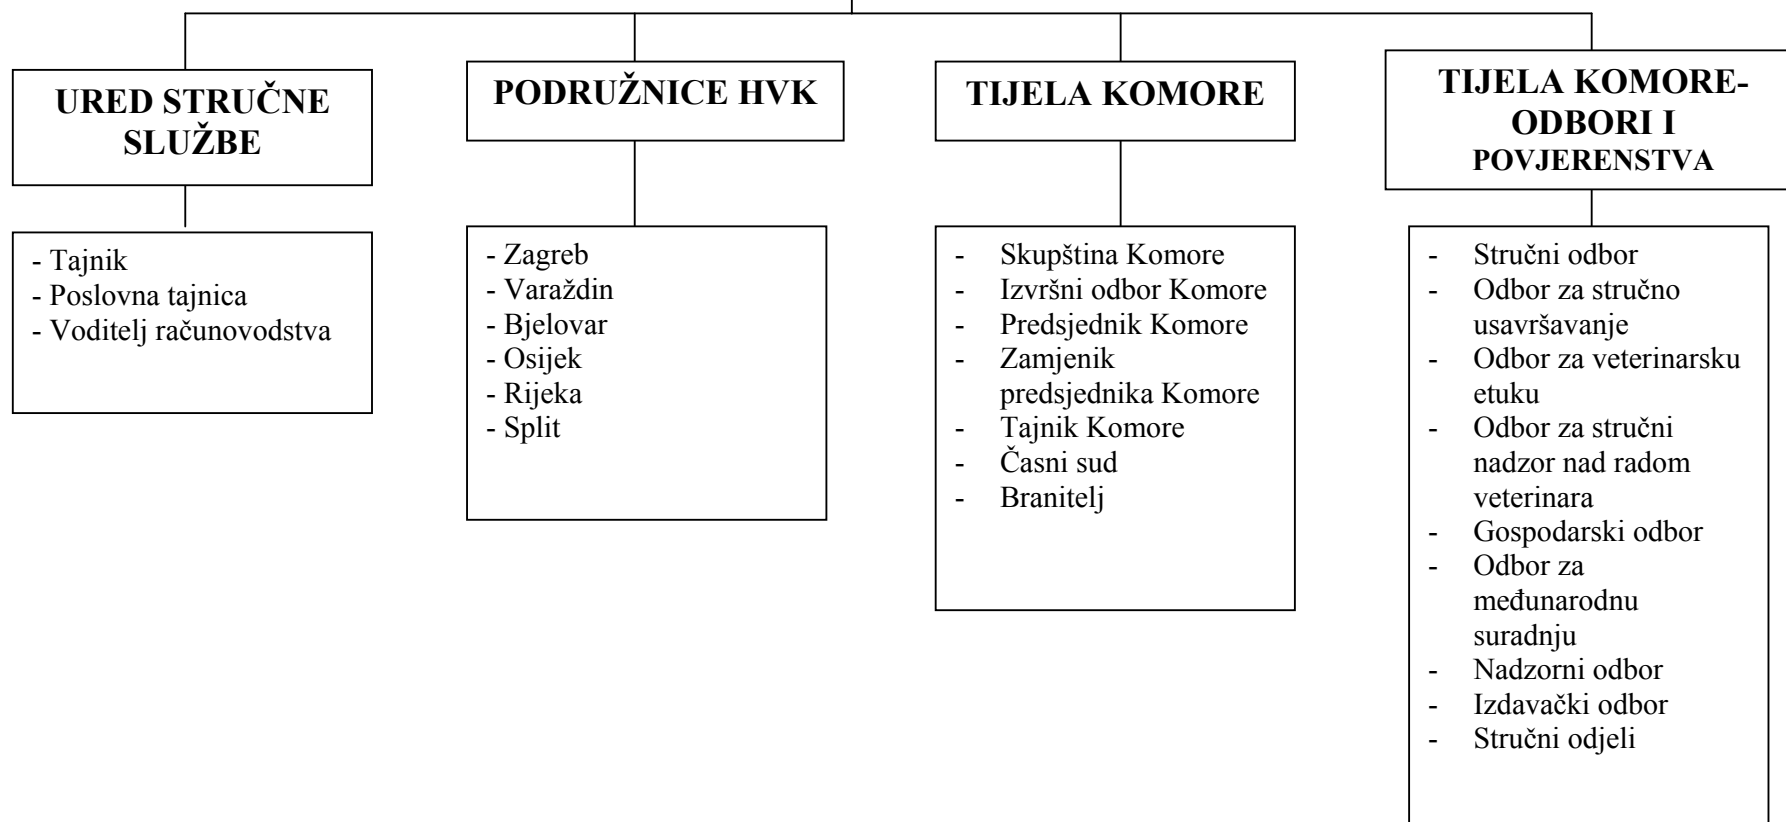 URED STRUČNE
SLUŽBE
- Tajnik
- Poslovna tajnica
- Voditelj računovodstva
PODRUŽNICE HVK
- Zagreb
- Varaždin
- Bjelovar
- Osijek
- Rijeka
- Split
TIJELA KOMORE
- Skupština Komore
- Izvršni odbor Komore
- Predsjednik Komore
- Zamjenik
predsjednika Komore
- Tajnik Komore
- Časni sud
- Branitelj
TIJELA KOMORE-
ODBORI I
POVJERENSTVA
- Stručni odbor
- Odbor za stručno
usavršavanje
- Odbor za veterinarsku
etuku
- Odbor za stručni
nadzor nad radom
veterinara
- Gospodarski odbor
- Odbor za
međunarodnu
suradnju
- Nadzorni odbor
- Izdavački odbor
- Stručni odjeli